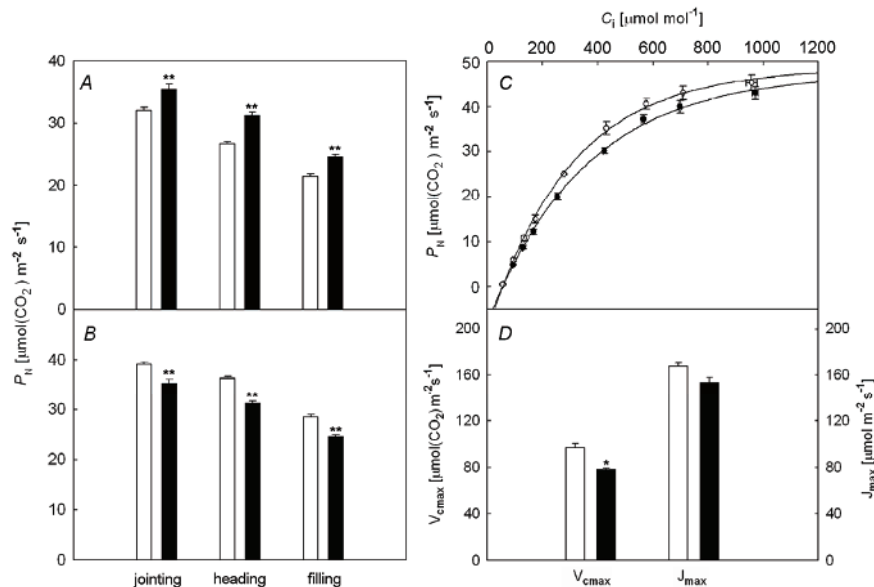 C_i [μmol mol⁻¹]
0 200 400 600 800 1000 1200
A
40
30
20
10
0
** ** **
P_N [μmol(CO₂) m⁻² s⁻¹]
B
40
30
20
10
0
** ** **
jointing heading filling
C
50
40
30
20
10
0
P_N [μmol(CO₂) m⁻² s⁻¹]
D
200
160
120
80
40
0
V_cmax [μmol(CO₂) m⁻²s⁻¹]
*
200
160
120
80
40
0
J_max [μmol m⁻² s⁻¹]
V_cmax J_max